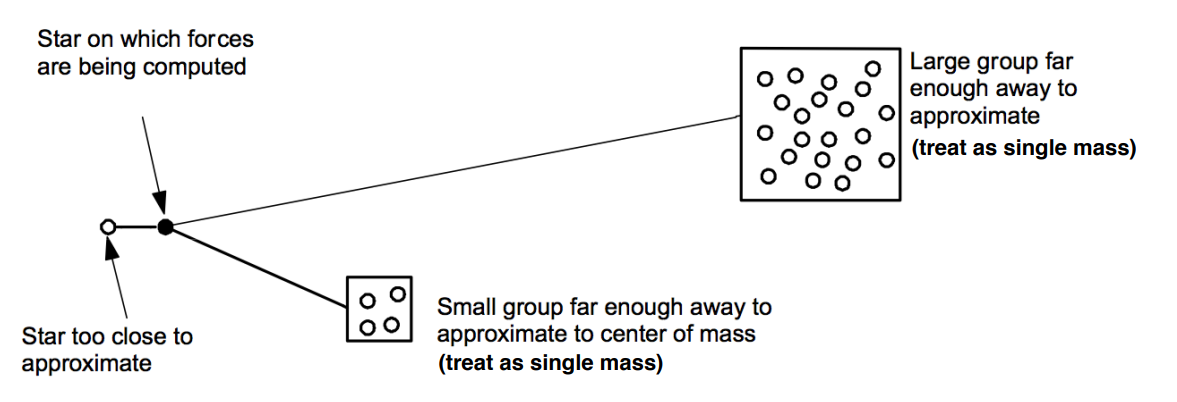 Star on which forces
are being computed
Large group far
enough away to
approximate
(treat as single mass)
Small group far enough away to
approximate to center of mass
(treat as single mass)
Star too close to
approximate